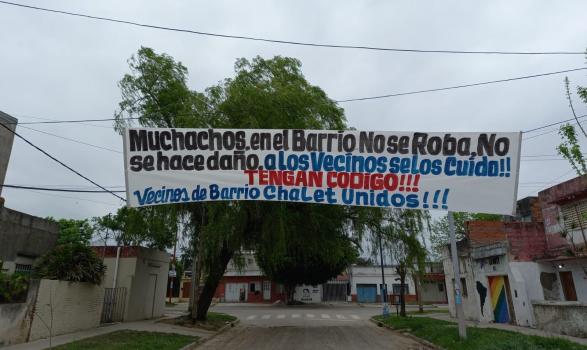 Muchachos, en el Barrio No se Roba, No
se hace daño, a los Vecinos se los Cuida!!
TENGAN CODIGO!!!
Vecinos de Barrio Chalet Unidos!!!